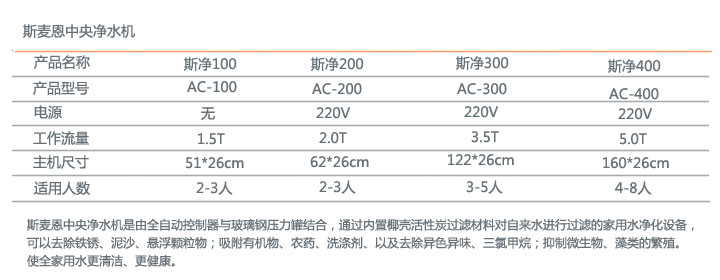 斯麦恩中央净水机
产品名称 斯净100 斯净200 斯净300 斯净400
产品型号 AC-100 AC-200 AC-300 AC-400
电源 无 220V 220V 220V
工作流量 1.5T 2.0T 3.5T 5.0T
主机尺寸 51*26cm 62*26cm 122*26cm 160*26cm
适用人数 2-3人 2-3人 3-5人 4-8人
斯麦恩中央净水机是由全自动控制器与玻璃钢压力罐结合，通过内置椰壳活性炭过滤材料对自来水进行过滤的家用水净化设备，
可以去除铁锈、泥沙、悬浮颗粒物；吸附有机物、农药、洗涤剂、以及去除异色异味、三氯甲烷；抑制微生物、藻类的繁殖。
使全家用水更清洁、更健康。